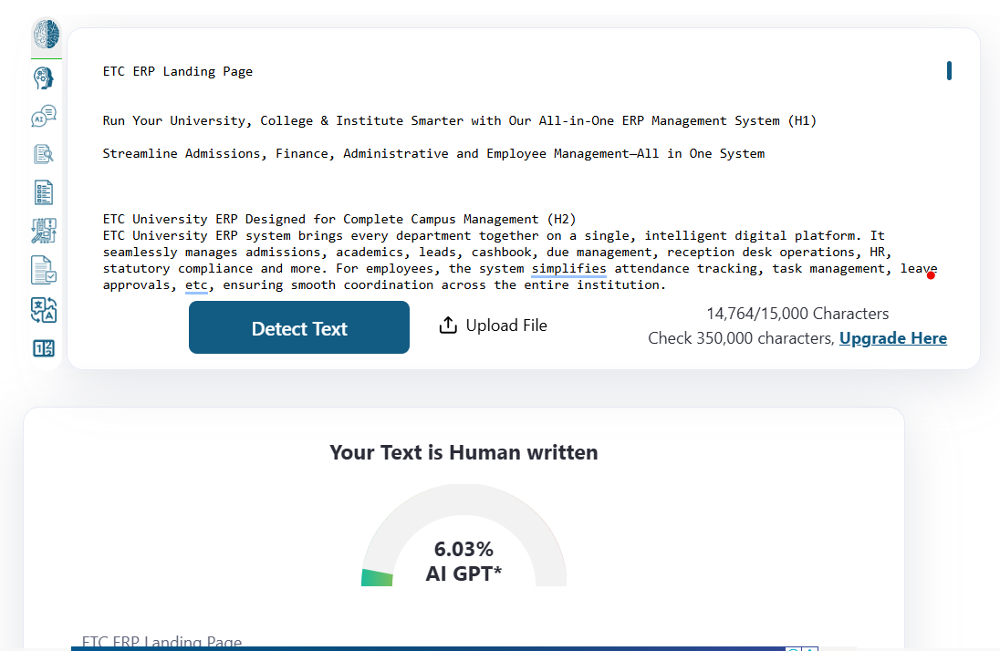 ETC ERP Landing Page
Run Your University, College & Institute Smarter with Our All-in-One ERP Management System (H1)
Streamline Admissions, Finance, Administrative and Employee Management—All in One System
ETC University ERP Designed for Complete Campus Management (H2)
ETC University ERP system brings every department together on a single, intelligent digital platform. It
seamlessly manages admissions, academics, leads, cashbook, due management, reception desk operations, HR,
statutory compliance and more. For employees, the system simplifies attendance tracking, task management, leave
approvals, etc, ensuring smooth coordination across the entire institution.
Detect Text
Upload File
14,764/15,000 Characters
Check 350,000 characters, Upgrade Here
Your Text is Human written
6.03%
AI GPT*
ETC ERP Landing Page